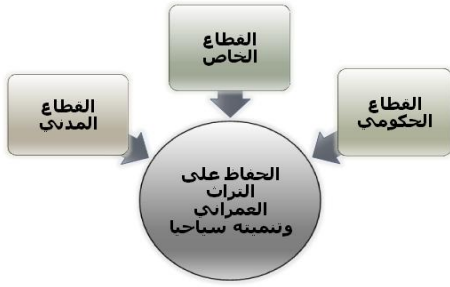 القطاع
الخاص
القطاع
الحكومي
القطاع
المدني
الحفاظ على
التراث
العمراني
وتنميته سياحيا